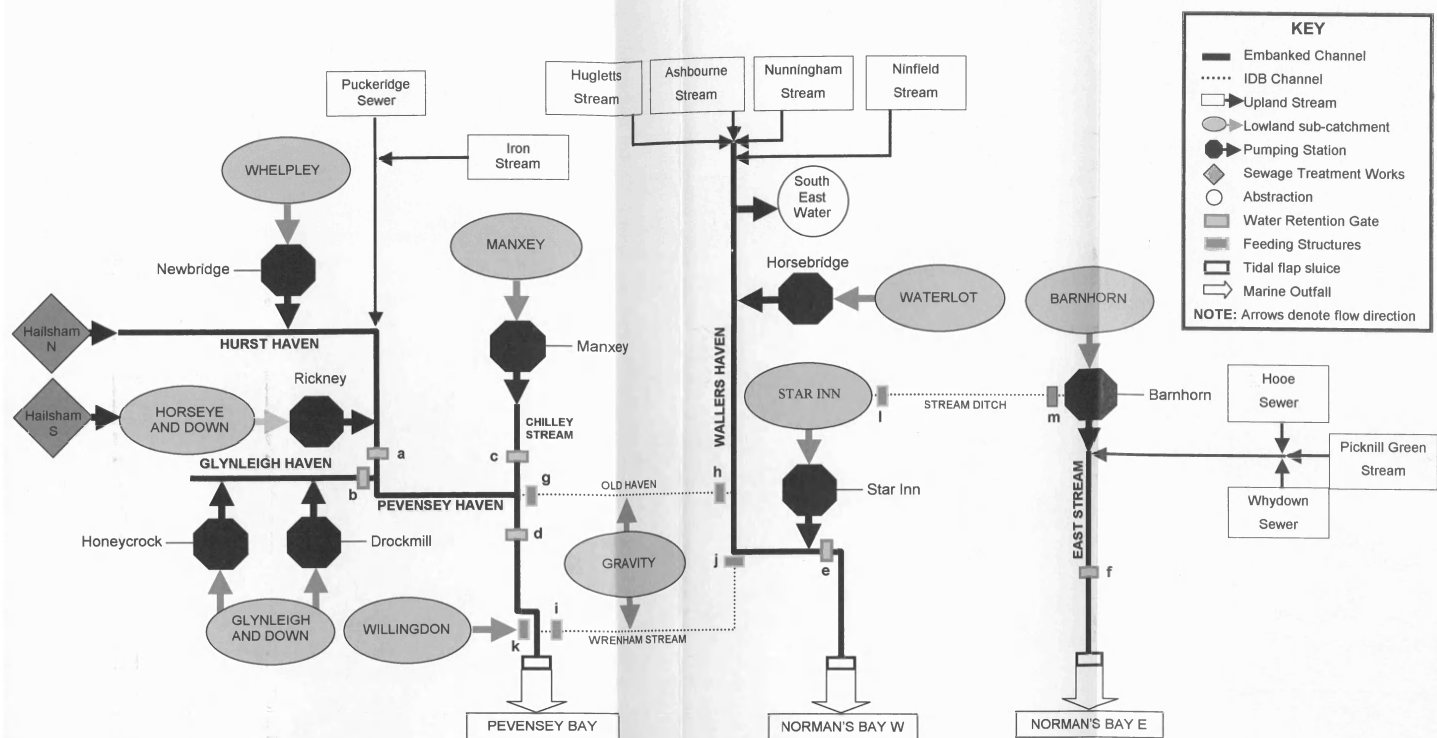 KEY
Embanked Channel
IDB Channel
Upland Stream
Lowland sub-catchment
Pumping Station
Sewage Treatment Works
Abstraction
Water Retention Gate
Feeding Structures
Tidal flap sluice
Marine Outfall
NOTE: Arrows denote flow direction
Puckeridge
Sewer
Iron
Stream
Hugletts
Stream
Ashbourne
Stream
Nunningham
Stream
Ninfield
Stream
WHELPLEY
Newbridge
MANXEY
Manxey
South
East
Water
Horsebridge
WATERLOT
BARNHORN
Hailsham
N
HURST HAVEN
Rickney
Hailsham
S
HORSEYE
AND DOWN
CHILLEY
STREAM
WALLERS HAVEN
STAR INN
l
STREAM DITCH
m
Barnhorn
Hooe
Sewer
Picknill Green
Stream
Whydown
Sewer
a
GLYNLEIGH HAVEN
b
PEVENSEY HAVEN
c
g
OLD HAVEN
h
Star Inn
d
Honeycrock
Drockmill
GRAVITY
j
e
EAST STREAM
f
GLYNLEIGH
AND DOWN
WILLINGDON
k
i
WRENHAM STREAM
PEVENSEY BAY
NORMAN'S BAY W
NORMAN'S BAY E